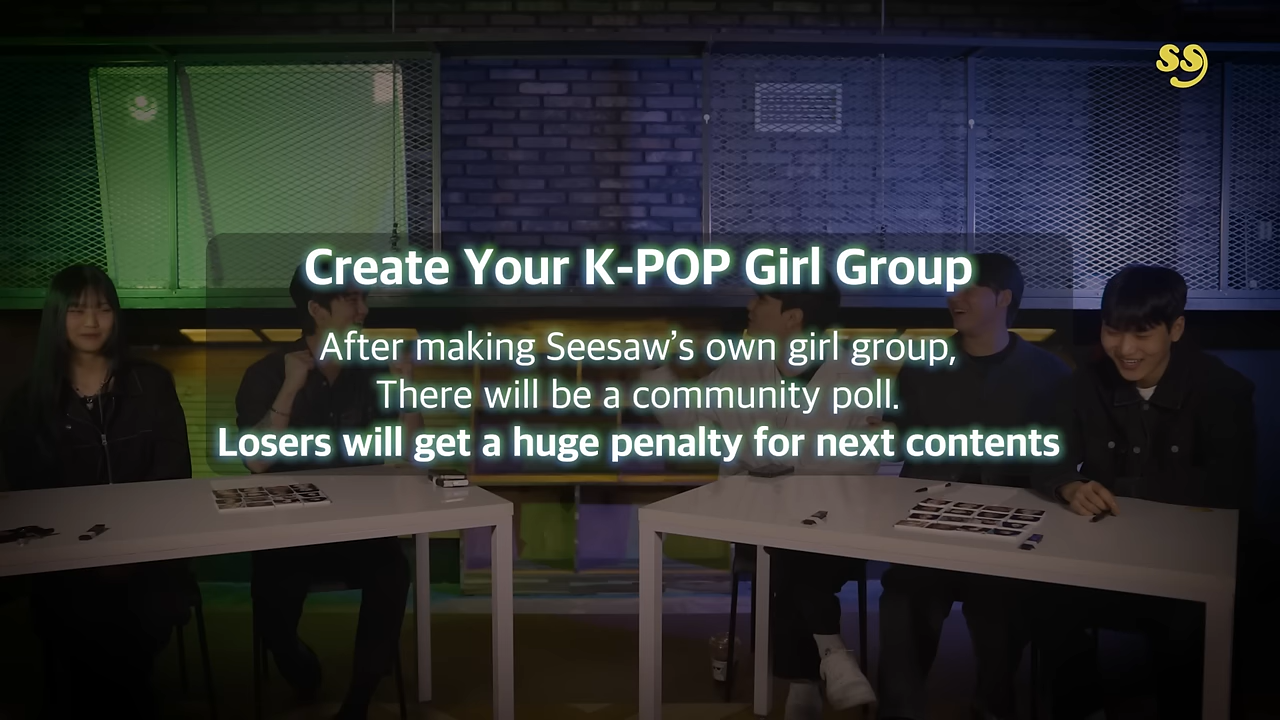 SS
Create Your K-POP Girl Group
After making Seesaw’s own girl group,
There will be a community poll.
Losers will get a huge penalty for next contents